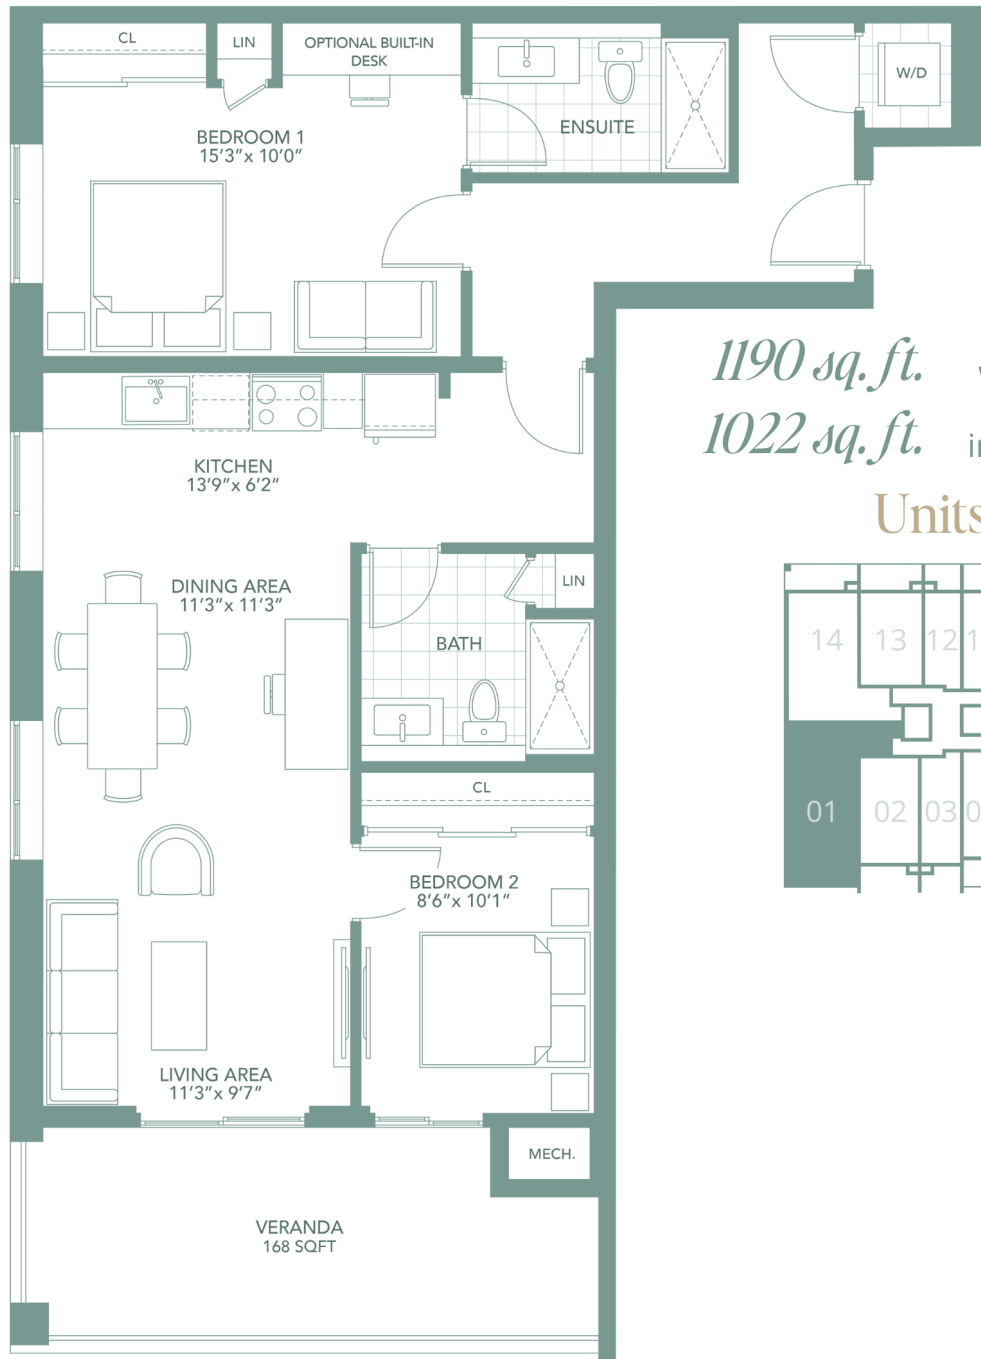 CL
LIN
OPTIONAL BUILT-IN
DESK
W/D
ENSUITE
BEDROOM 1
15'3"x 10'0"
1190 sq. ft.
1022 sq. ft.
Units
KITCHEN
13'9"x 6'2"
DINING AREA
11'3"x 11'3"
LIN
BATH
14
13
12
01
02
03
CL
BEDROOM 2
8'6"x 10'1"
LIVING AREA
11'3"x 9'7"
MECH.
VERANDA
168 SQFT